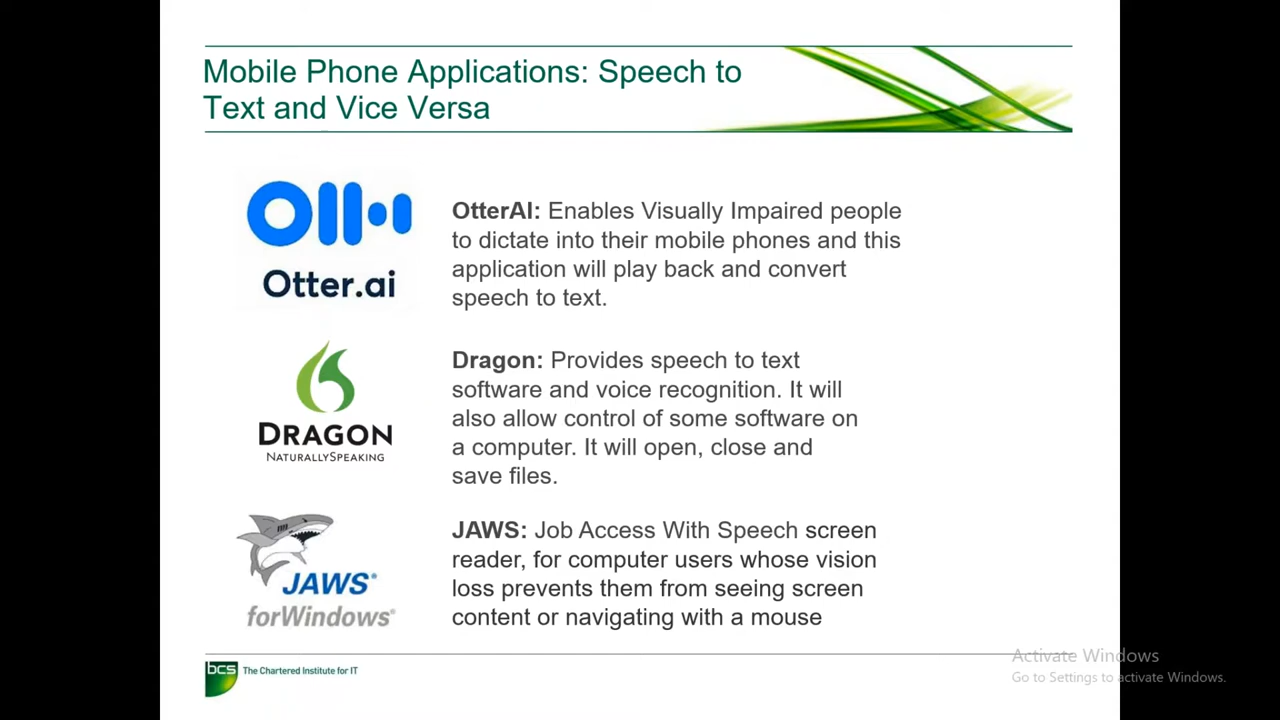 Mobile Phone Applications: Speech to
Text and Vice Versa
Otter.ai
OtterAI: Enables Visually Impaired people
to dictate into their mobile phones and this
application will play back and convert
speech to text.
DRAGON
NATURALLYSPEAKING
Dragon: Provides speech to text
software and voice recognition. It will
also allow control of some software on
a computer. It will open, close and
save files.
JAWS®
forWindows®
JAWS: Job Access With Speech screen
reader, for computer users whose vision
loss prevents them from seeing screen
content or navigating with a mouse
bcs The Chartered Institute for IT
Activate Windows
Go to Settings to activate Windows.